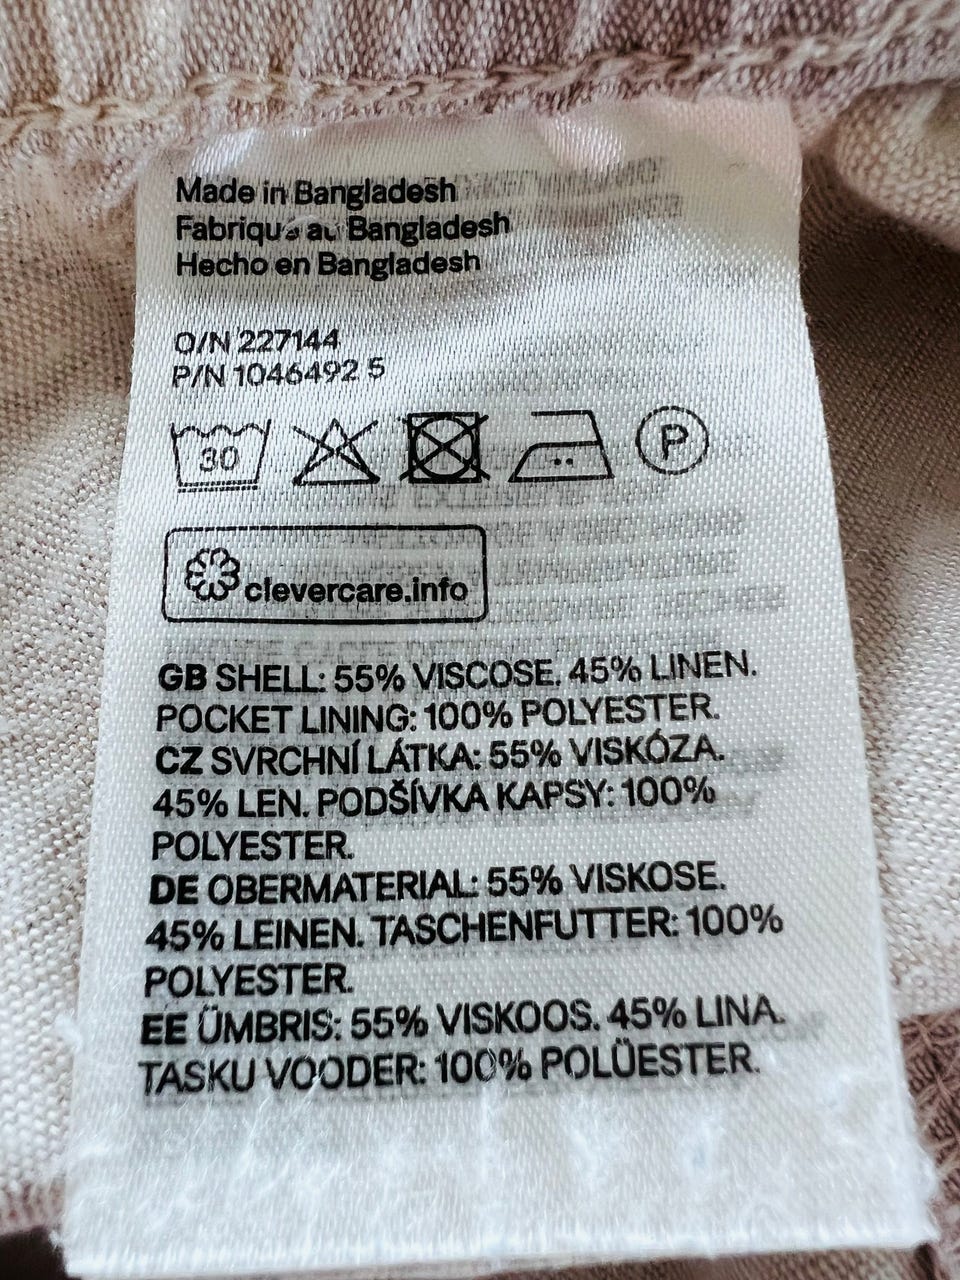 Made in Bangladesh
Fabriqué au Bangladesh
Hecho en Bangladesh
O/N 227144
P/N 1046492 5
30 P
clevercare.info
GB SHELL: 55% VISCOSE. 45% LINEN.
POCKET LINING: 100% POLYESTER.
CZ SVRCHNÍ LÁTKA: 55% VISKÓZA.
45% LEN. PODŠÍVKA KAPSY: 100%
POLYESTER.
DE OBERMATERIAL: 55% VISKOSE.
45% LEINEN. TASCHENFUTTER: 100%
POLYESTER.
EE ÜMBRIS: 55% VISKOOS. 45% LINA.
TASKU VOODER: 100% POLÜESTER.